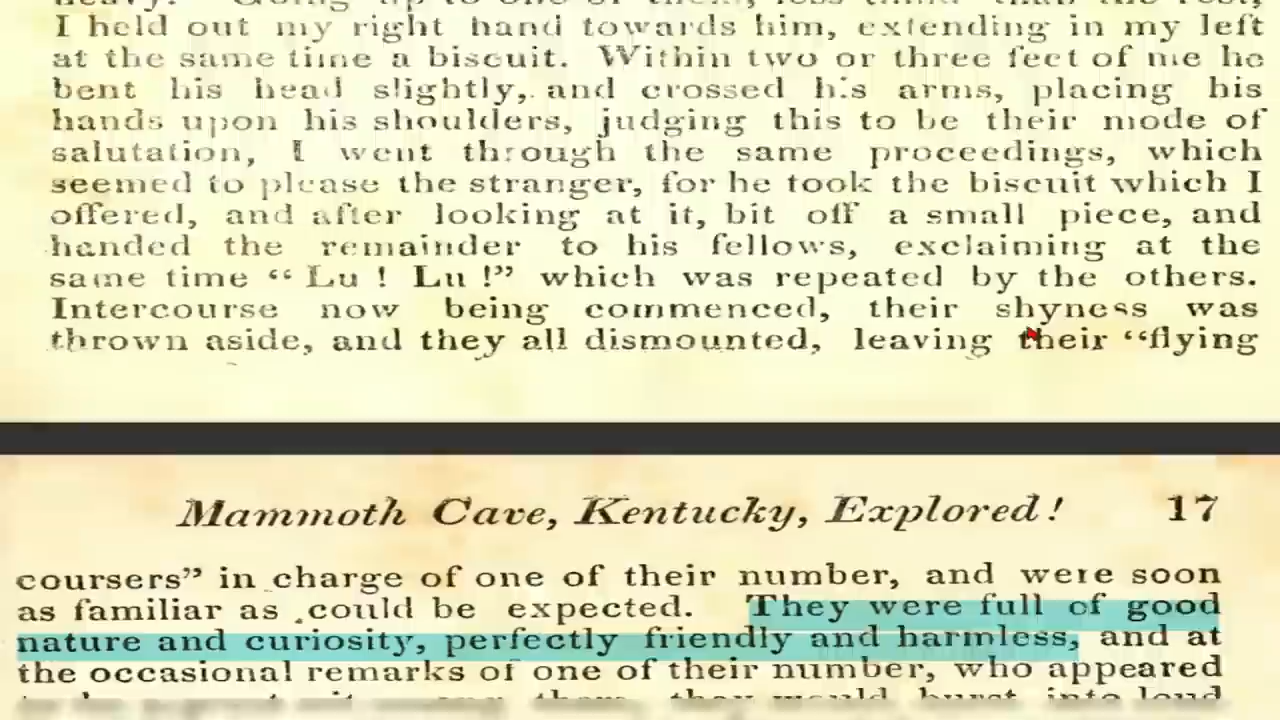 I held out my right hand towards him, extending in my left
at the same time a biscuit. Within two or three feet of me he
bent his head slightly, and crossed his arms, placing his
hands upon his shoulders, judging this to be their mode of
salutation, I went through the same proceedings, which
seemed to please the stranger, for he took the biscuit which I
offered, and after looking at it, bit off a small piece, and
handed the remainder to his fellows, exclaiming at the
same time “ Lu ! Lu !” which was repeated by the others.
Intercourse now being commenced, their shyness was
thrown aside, and they all dismounted, leaving their “flying
Mammoth Cave, Kentucky, Explored! 17
coursers” in charge of one of their number, and were soon
as familiar as could be expected. They were full of good
nature and curiosity, perfectly friendly and harmless, and at
the occasional remarks of one of their number, who appeared
them, they would burst into loud